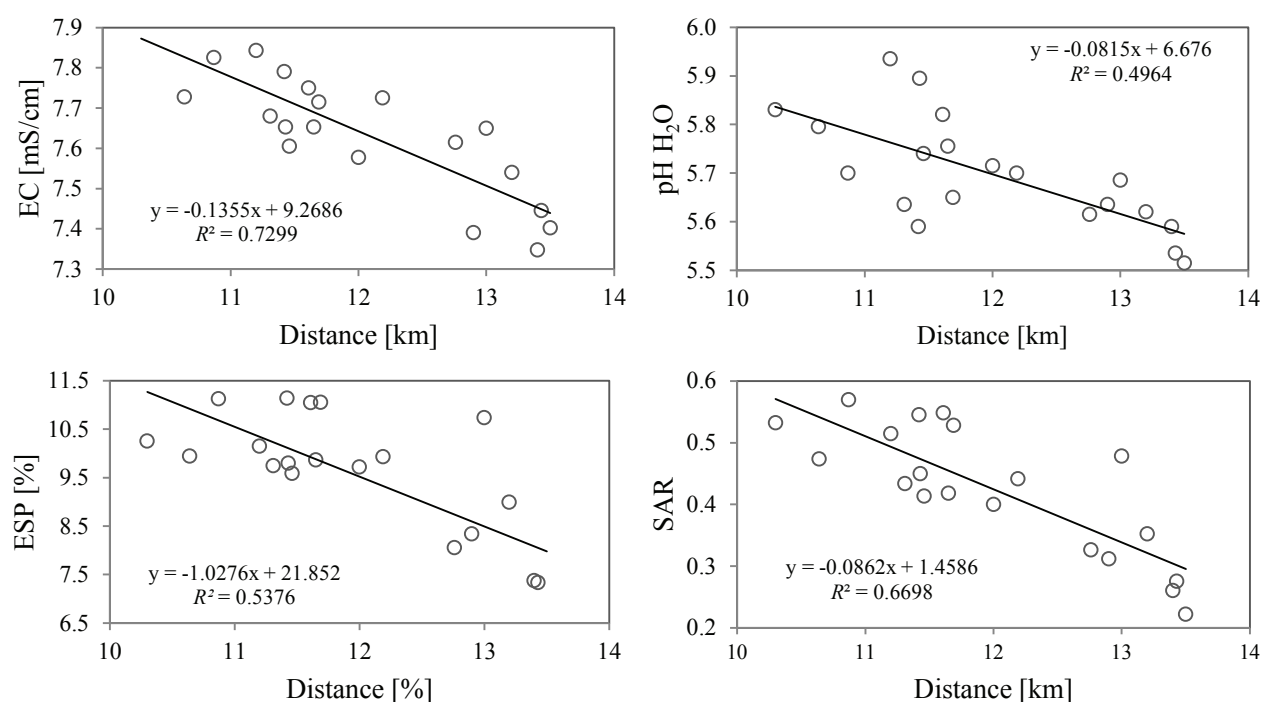 EC [mS/cm]
7.9
7.8
7.7
7.6
7.5
7.4
7.3
y = -0.1355x + 9.2686
R² = 0.7299
10 11 12 13 14
Distance [km]
pH H₂O
6.0
5.9
5.8
5.7
5.6
5.5
y = -0.0815x + 6.676
R² = 0.4964
10 11 12 13 14
Distance [km]
ESP [%]
11.5
10.5
9.5
8.5
7.5
6.5
y = -1.0276x + 21.852
R² = 0.5376
10 11 12 13 14
Distance [%]
SAR
0.6
0.5
0.4
0.3
0.2
y = -0.0862x + 1.4586
R² = 0.6698
10 11 12 13 14
Distance [km]